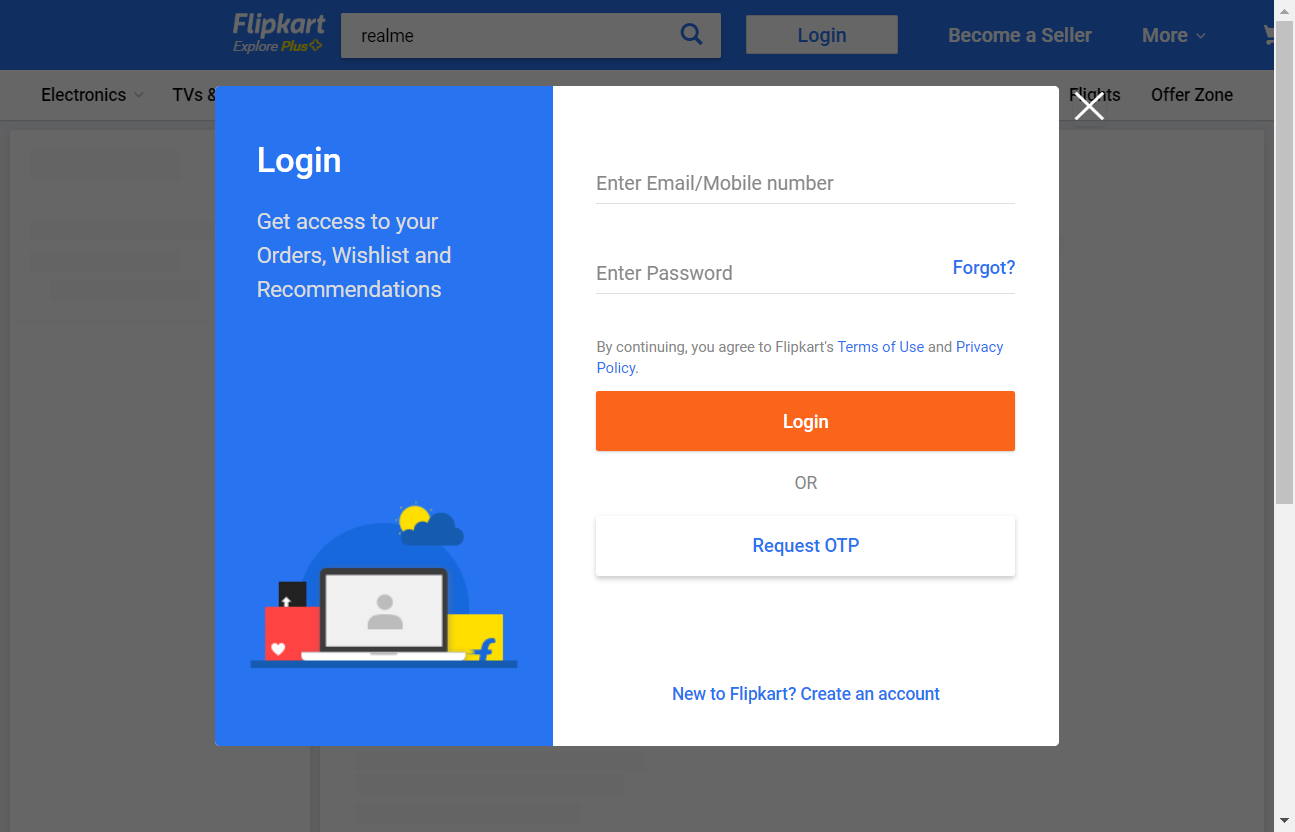 Flipkart
Explore Plus
realme
Login
Become a Seller
More
Electronics
TVs &
Flights
Offer Zone
Login
Get access to your
Orders, Wishlist and
Recommendations
Enter Email/Mobile number
Enter Password
Forgot?
By continuing, you agree to Flipkart's Terms of Use and Privacy
Policy.
Login
OR
Request OTP
New to Flipkart? Create an account